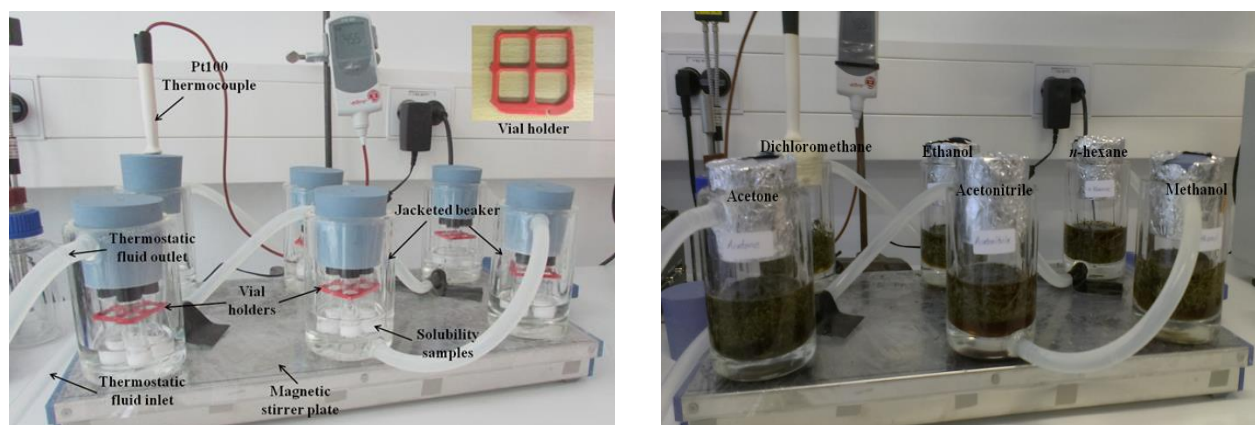 Pt100
Thermocouple
Vial holder
Jacketed beaker
Thermostatic
fluid outlet
Vial
holders
Solubility
samples
Thermostatic
fluid inlet
Magnetic
stirrer plate
Dichloromethane
Ethanol
n-hexane
Acetone
Acetonitrile
Methanol
Acetone